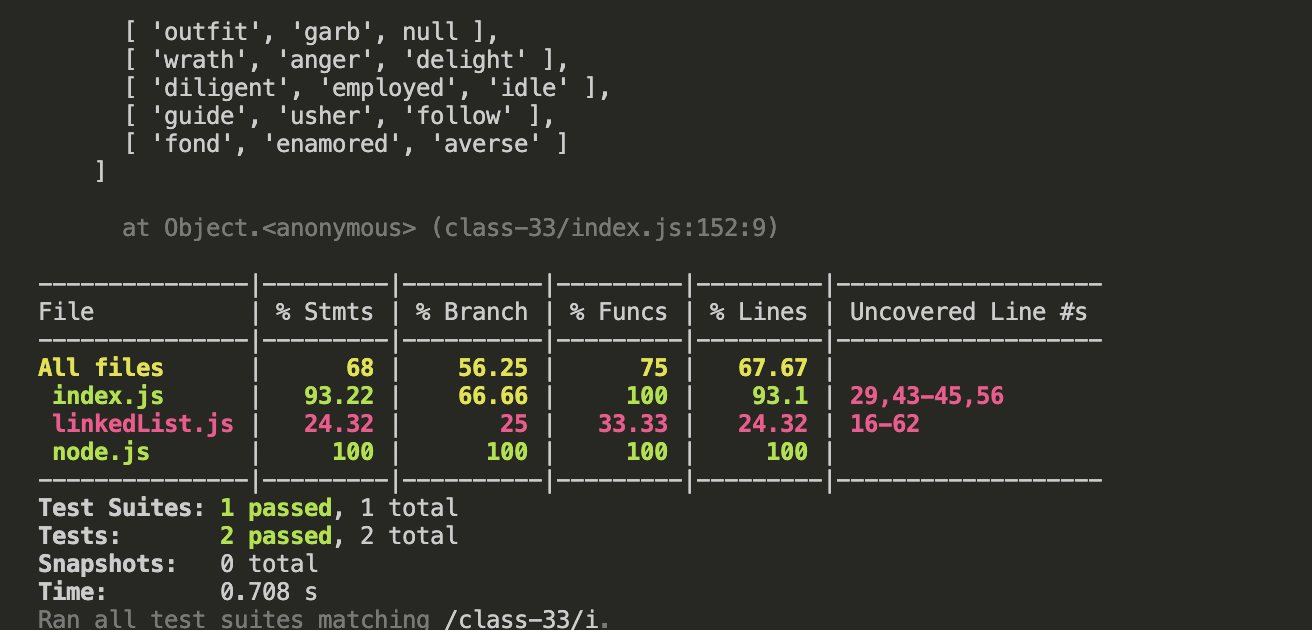 [ 'outfit', 'garb', null ],
[ 'wrath', 'anger', 'delight' ],
[ 'diligent', 'employed', 'idle' ],
[ 'guide', 'usher', 'follow' ],
[ 'fond', 'enamored', 'averse' ]
]
at Object.<anonymous> (class-33/index.js:152:9)
---------------|---------|----------|---------|---------|-------------------
File           | % Stmts | % Branch | % Funcs | % Lines | Uncovered Line #s
---------------|---------|----------|---------|---------|-------------------
All files      |      68 |    56.25 |      75 |   67.67 |
 index.js      |   93.22 |    66.66 |     100 |    93.1 | 29,43-45,56
 linkedList.js |   24.32 |       25 |   33.33 |   24.32 | 16-62
 node.js       |     100 |      100 |     100 |     100 |
---------------|---------|----------|---------|---------|-------------------
Test Suites: 1 passed, 1 total
Tests:       2 passed, 2 total
Snapshots:   0 total
Time:        0.708 s
Ran all test suites matching /class-33/i.